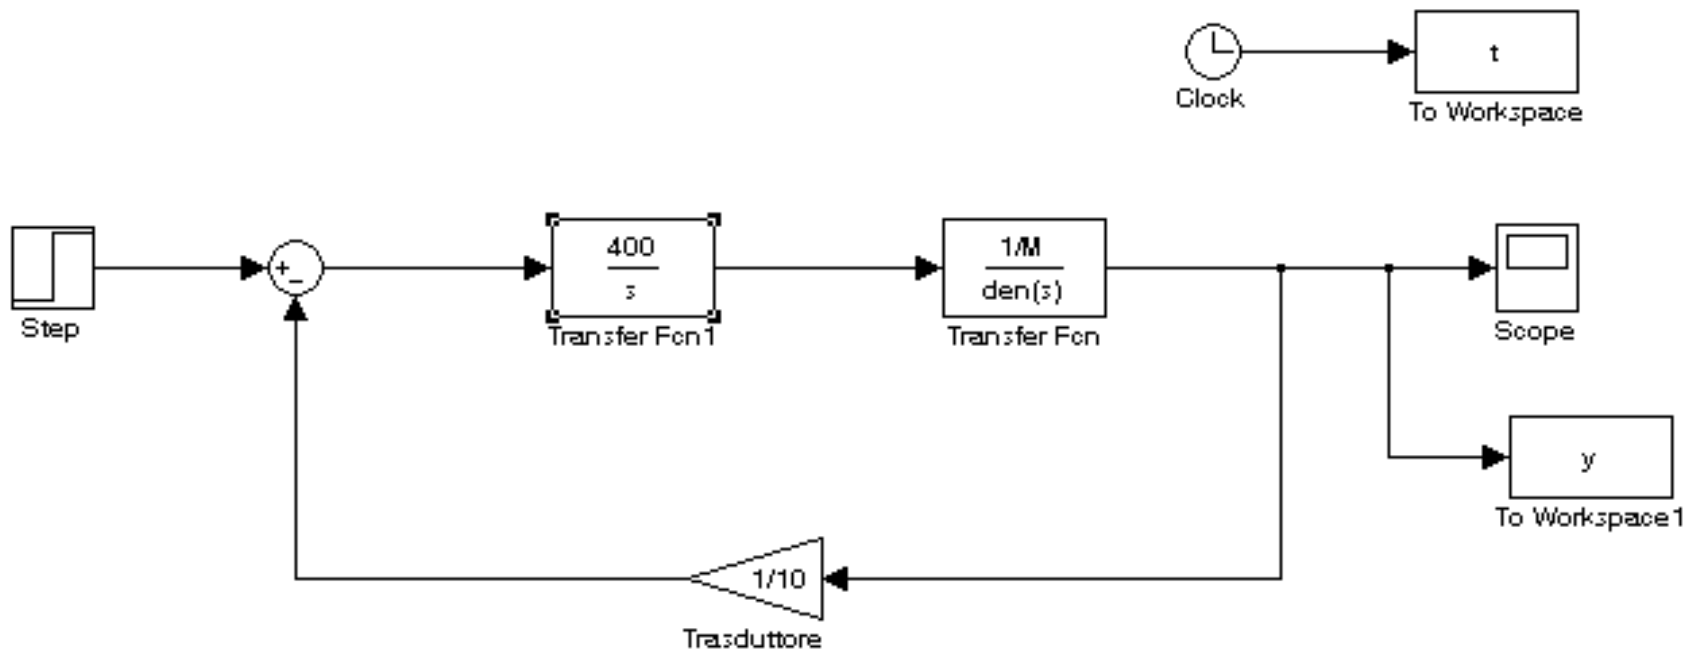 t
Clock
To Workspace
+
−
400
s
1/M
den(s)
Step
Transfer Fcn1
Transfer Fcn
Scope
y
To Workspace1
1/10
Trasduttore